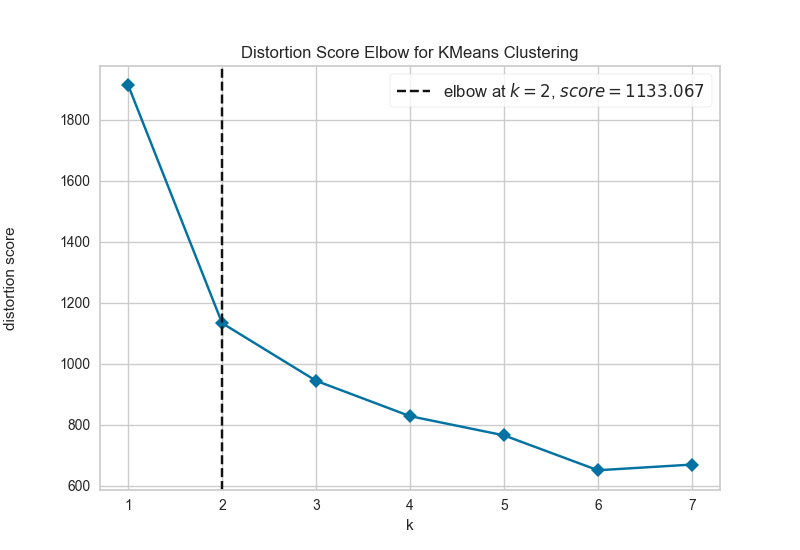 Distortion Score Elbow for KMeans Clustering
elbow at k = 2, score = 1133.067
distortion score
1800
1600
1400
1200
1000
800
600
1 2 3 4 5 6 7
k